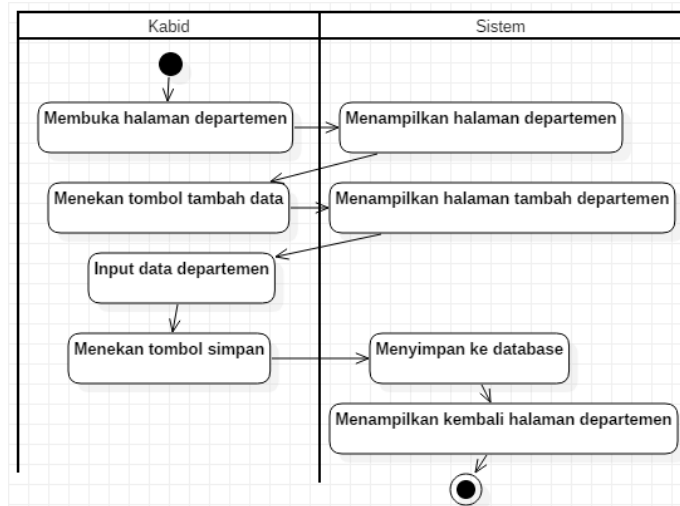 Kabid
Sistem
Membuka halaman departemen
Menampilkan halaman departemen
Menekan tombol tambah data
Menampilkan halaman tambah departemen
Input data departemen
Menekan tombol simpan
Menyimpan ke database
Menampilkan kembali halaman departemen